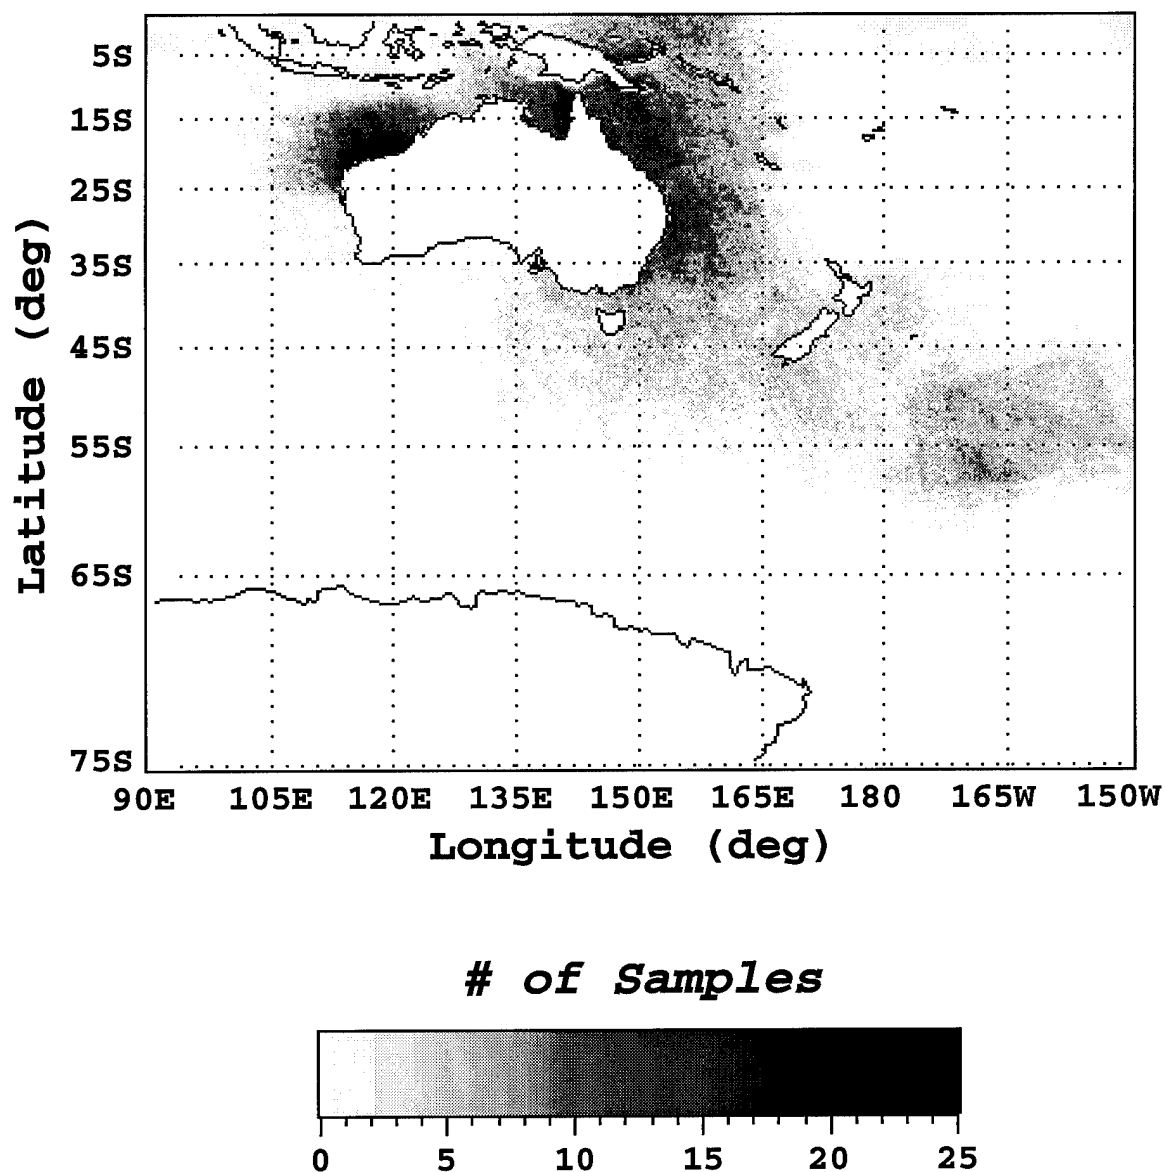 Latitude (deg)
5S
15S
25S
35S
45S
55S
65S
75S
90E 105E 120E 135E 150E 165E 180 165W 150W
Longitude (deg)
# of Samples
0 5 10 15 20 25